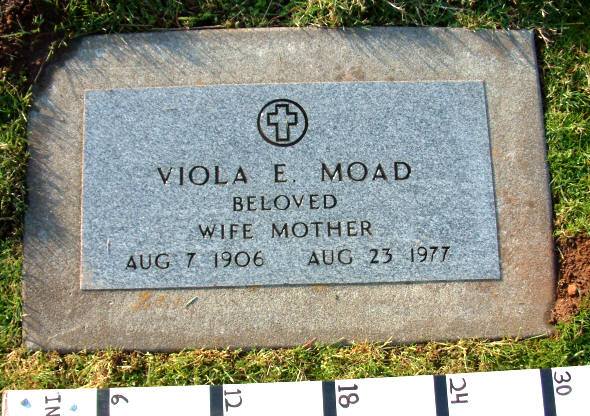 VIOLA E. MOAD
BELOVED
WIFE MOTHER
AUG 7 1906 AUG 23 1977
IN 6 12 18 24 30